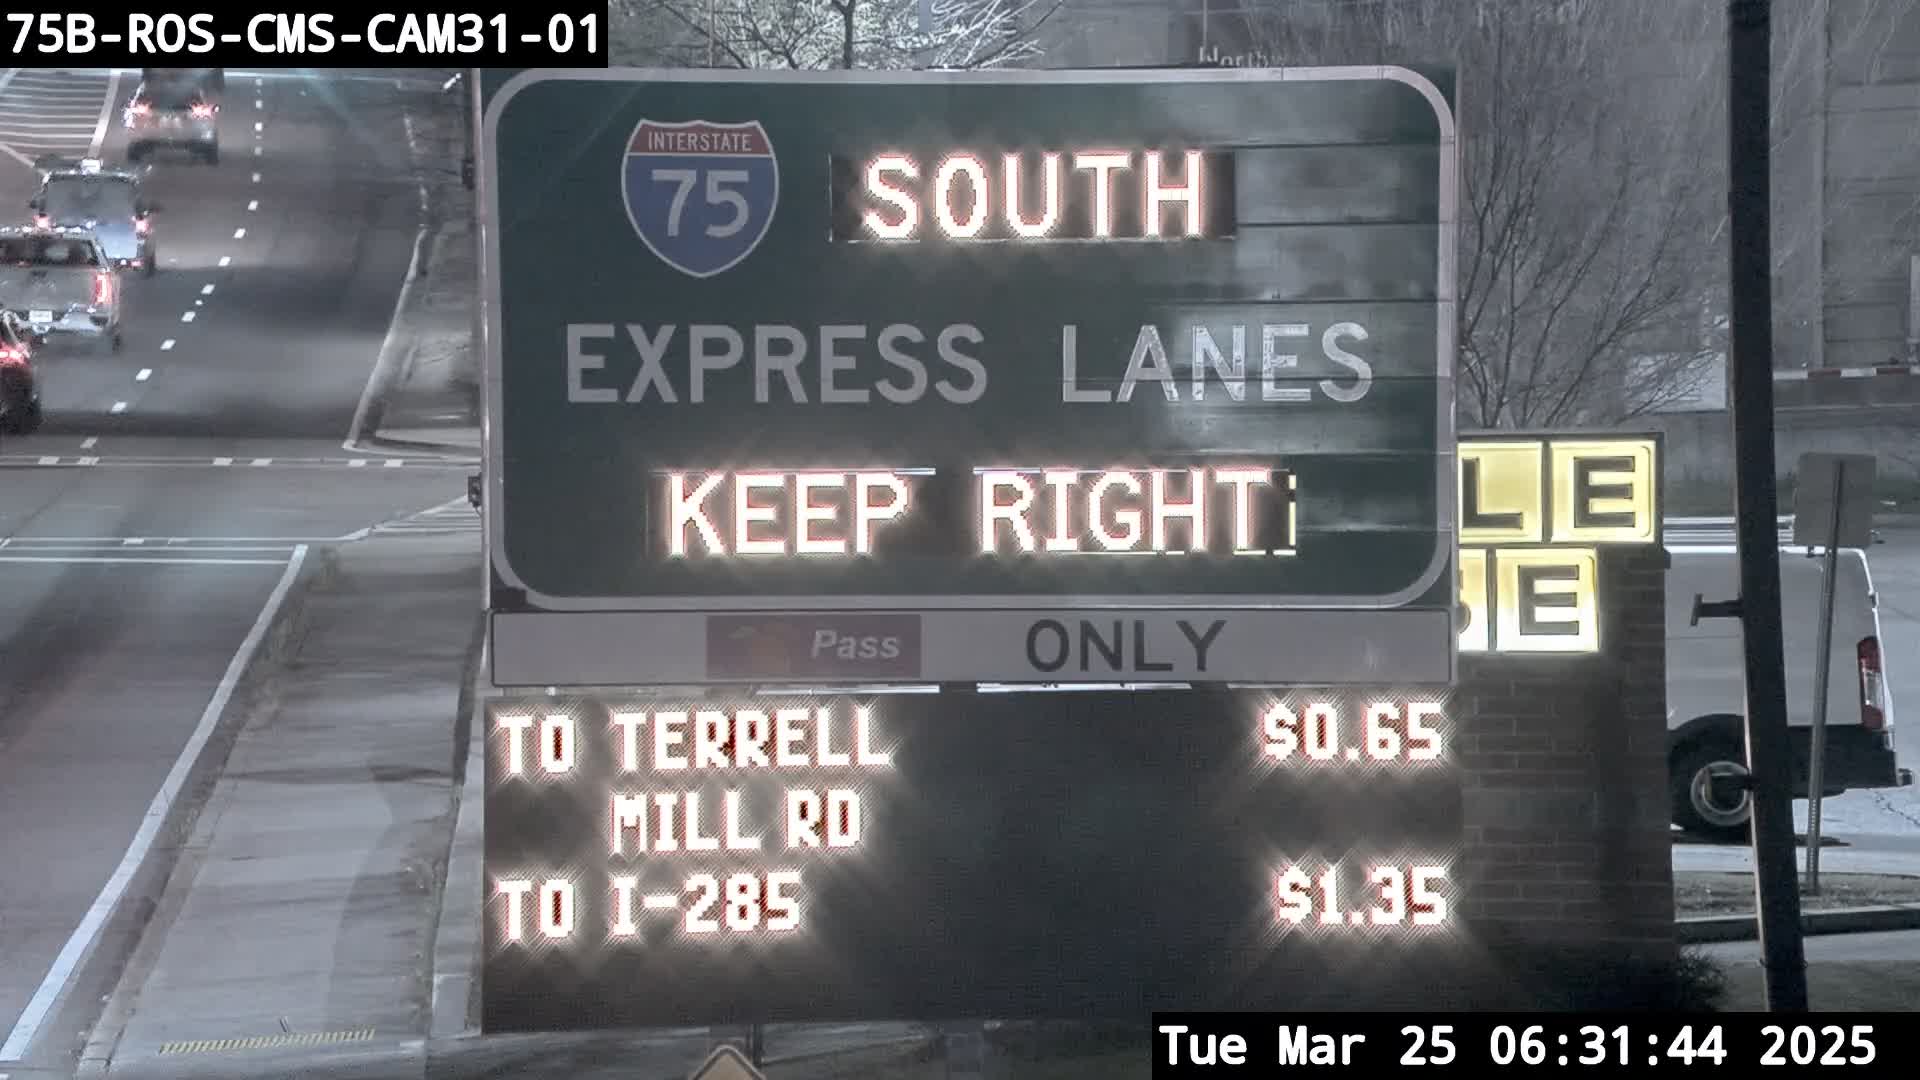 75B-ROS-CMS-CAM31-01
INTERSTATE
75
SOUTH
EXPRESS LANES
KEEP RIGHT
LE
E
Pass ONLY
TO TERRELL $0.65
MILL RD
TO I-285 $1.35
Tue Mar 25 06:31:44 2025